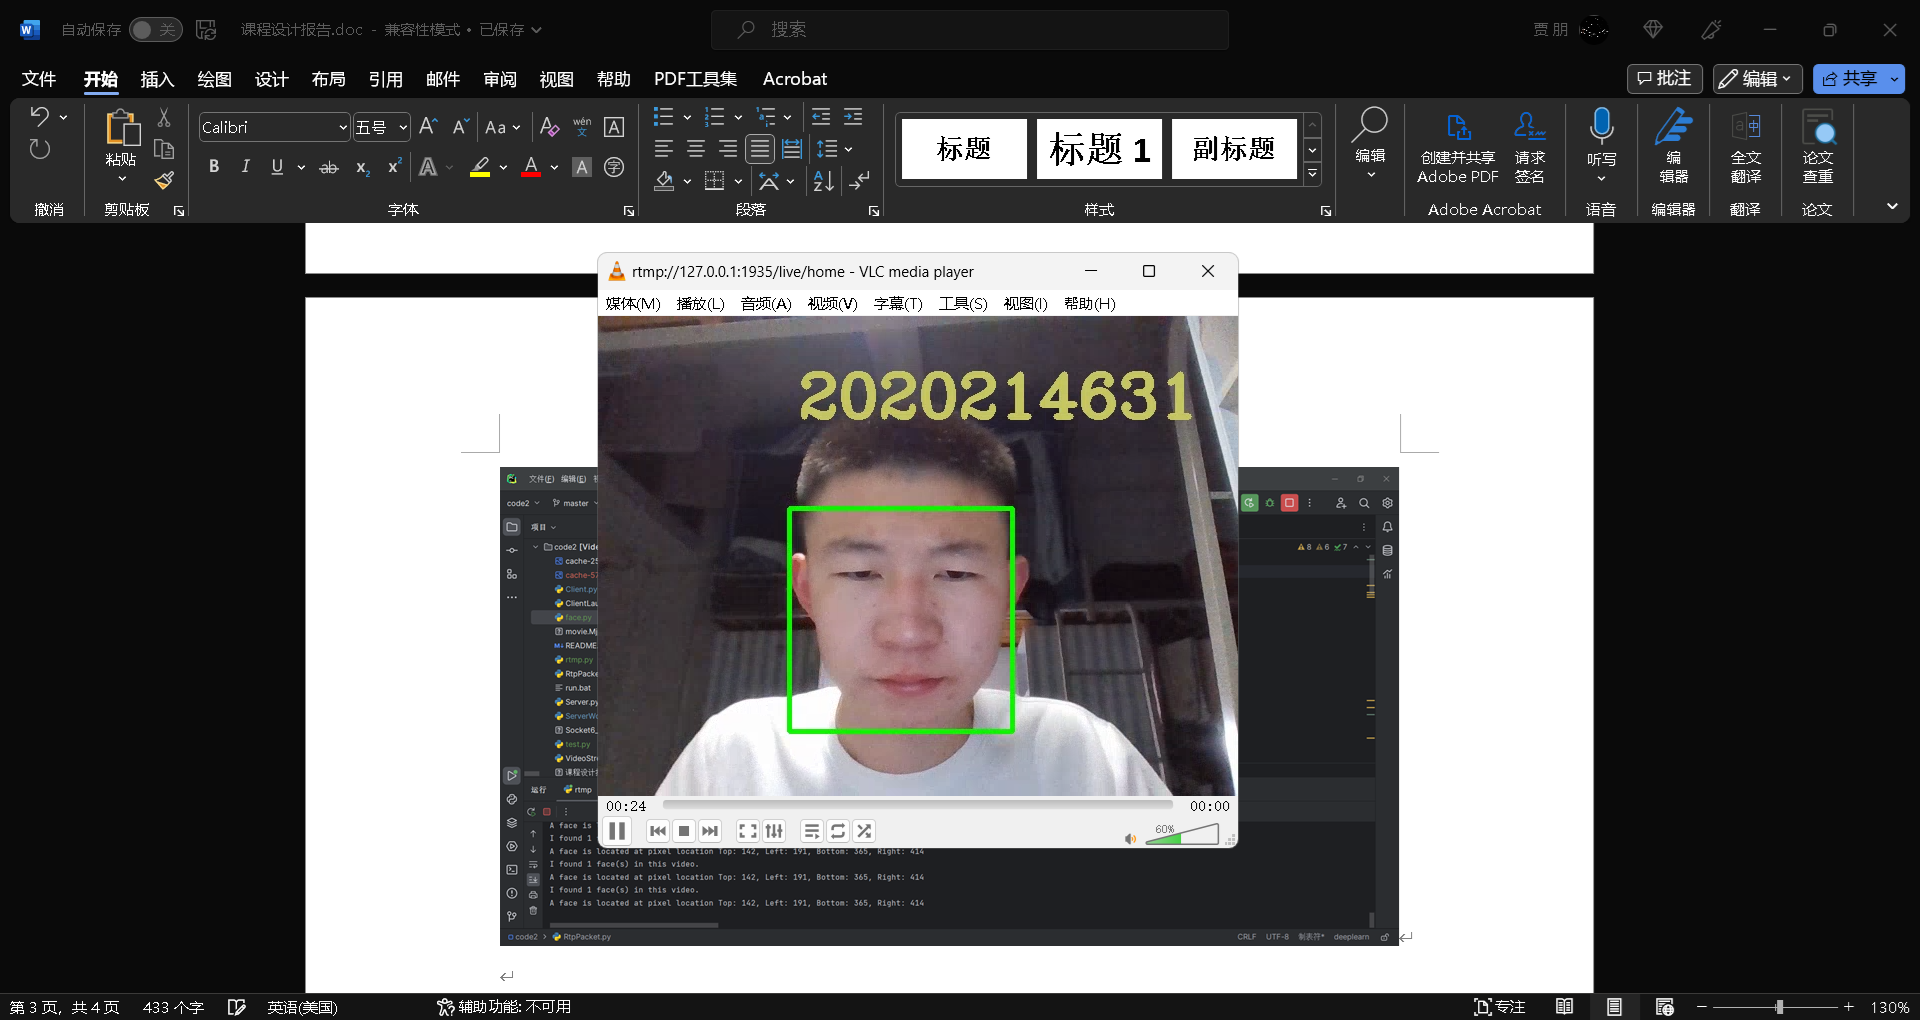 自动保存 关 课程设计报告.doc - 兼容性模式 • 已保存 搜索 贾 朋
文件 开始 插入 绘图 设计 布局 引用 邮件 审阅 视图 帮助 PDF工具集 Acrobat 批注 编辑 共享
撤消
粘贴
剪贴板
Calibri 五号
字体
段落
标题 标题 1 副标题
样式
编辑
创建并共享 Adobe PDF
请求 签名
Adobe Acrobat
听写
语音
编 辑器
编辑器
全文 翻译
翻译
论文 查重
论文
rtmp://127.0.0.1:1935/live/home - VLC media player
媒体(M) 播放(L) 音频(A) 视频(V) 字幕(T) 工具(S) 视图(I) 帮助(H)
2020214631
00:24 00:00
60%
文件(F) 编辑(E)
code2 master
项目
code2 [Vide
cache-25
cache-57
Client.py
ClientLau
face.py
movie.Mj
README
rtmp.py
RtpPacke
run.bat
Server.py
ServerWo
Socket6_
test.py
VideoStr
课程设计
8 6 7
运行 rtmp
A face is
I found 1
A face is located at pixel location Top: 142, Left: 191, Bottom: 365, Right: 414
I found 1 face(s) in this video.
A face is located at pixel location Top: 142, Left: 191, Bottom: 365, Right: 414
I found 1 face(s) in this video.
A face is located at pixel location Top: 142, Left: 191, Bottom: 365, Right: 414
code2 > RtpPacket.py CRLF UTF-8 制表符* deeplearn
第 3 页，共 4 页 433 个字 英语(美国) 辅助功能: 不可用 专注 130%